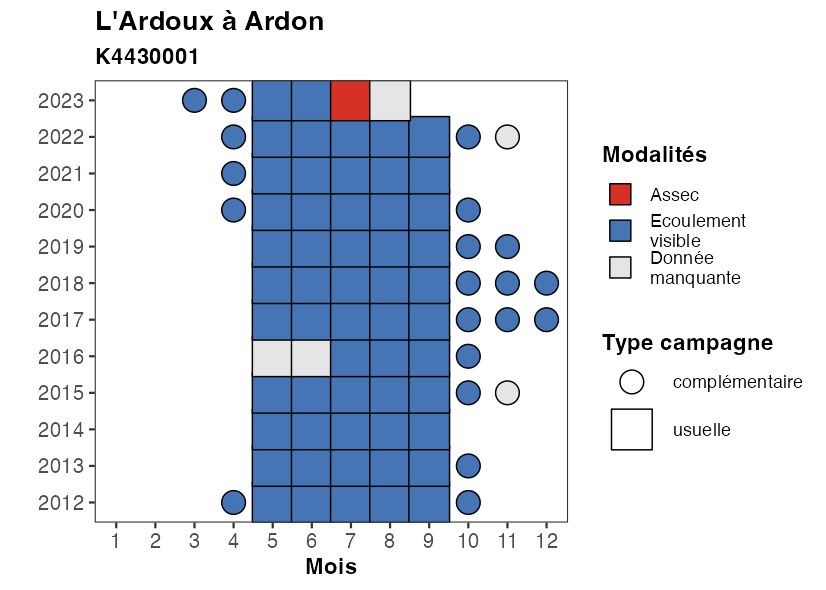 L'Ardoux à Ardon
K4430001
2023
2022
2021
2020
2019
2018
2017
2016
2015
2014
2013
2012
1 2 3 4 5 6 7 8 9 10 11 12
Mois
Modalités
Assec
Ecoulement
visible
Donnée
manquante
Type campagne
complémentaire
usuelle